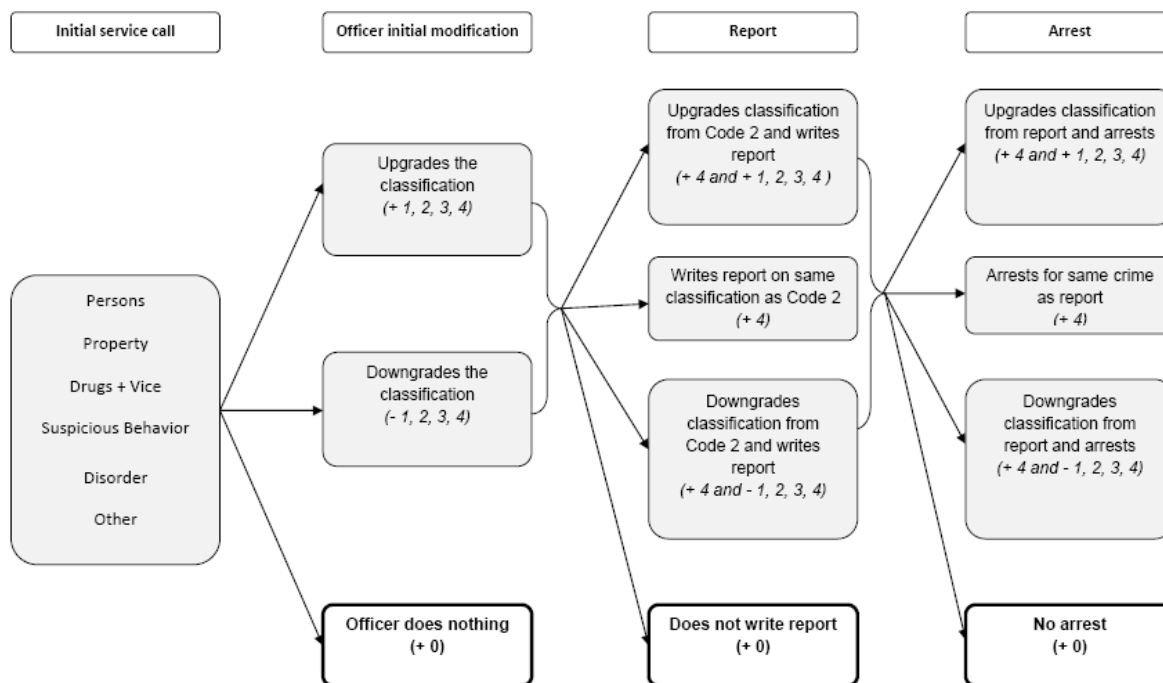 Initial service call
Officer initial modification
Report
Arrest
Persons
Property
Drugs + Vice
Suspicious Behavior
Disorder
Other
Upgrades the
classification
(+ 1, 2, 3, 4)
Downgrades the
classification
(- 1, 2, 3, 4)
Officer does nothing
(+ 0)
Upgrades classification
from Code 2 and writes
report
(+ 4 and + 1, 2, 3, 4 )
Writes report on same
classification as Code 2
(+ 4)
Downgrades
classification from
Code 2 and writes
report
(+ 4 and - 1, 2, 3, 4)
Does not write report
(+ 0)
Upgrades classification
from report and arrests
(+ 4 and + 1, 2, 3, 4)
Arrests for same crime
as report
(+ 4)
Downgrades
classification from
report and arrests
(+ 4 and - 1, 2, 3, 4)
No arrest
(+ 0)